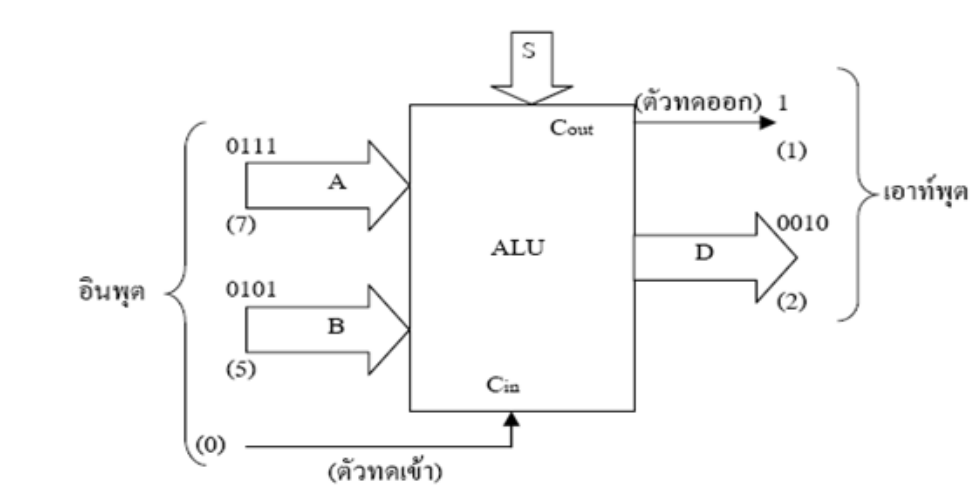 S
(ตัวทดออก) 1
Cout
(1)
0111
A
(7)
เอาท์พุต
0010
ALU
D
(2)
อินพุต
0101
B
(5)
Cin
(0)
(ตัวทดเข้า)